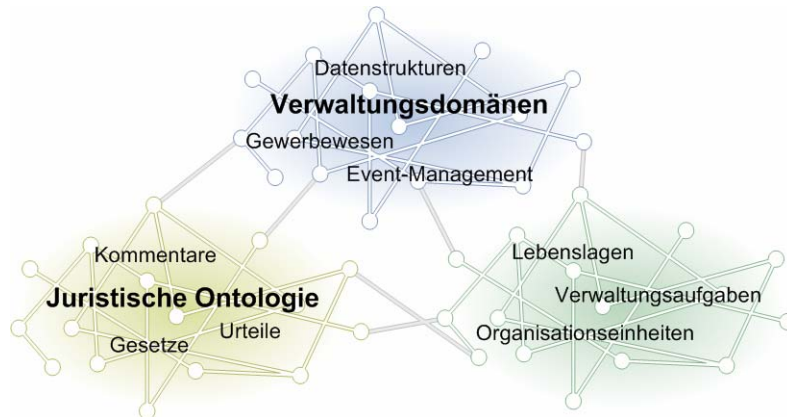 Datenstrukturen
Verwaltungsdomänen
Gewerbewesen
Event-Management
Kommentare
Juristische Ontologie
Urteile
Gesetze
Lebenslagen
Verwaltungsaufgaben
Organisationseinheiten